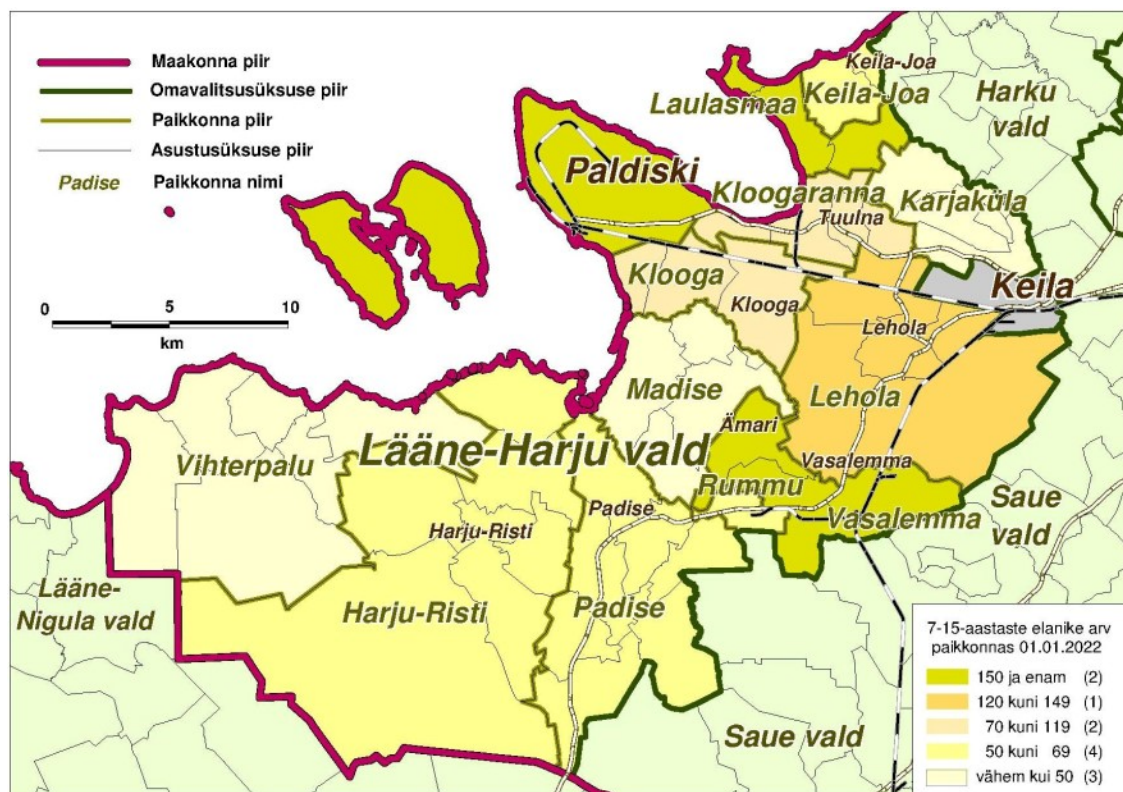 Maakonna piir
Omavalitsusüksuse piir
Paikkonna piir
Asustusüksuse piir
Padise Paikkonna nimi
0 5 10
km
Keila-Joa
Laulasmaa
Keila-Joa
Harku
vald
Paldiski
Kloogaranna
Tuulna
Karjaküla
Klooga
Klooga
Keila
Lehola
Madise
Lehola
Ämari
Lääne-Harju vald
Vihterpalu
Vasalemma
Rummu
Vasalemma
Saue
vald
Padise
Harju-Risti
Lääne-
Nigula vald
Harju-Risti
Padise
Saue vald
7-15-aastaste elanike arv
paikkonnas 01.01.2022
150 ja enam (2)
120 kuni 149 (1)
70 kuni 119 (2)
50 kuni 69 (4)
vähem kui 50 (3)